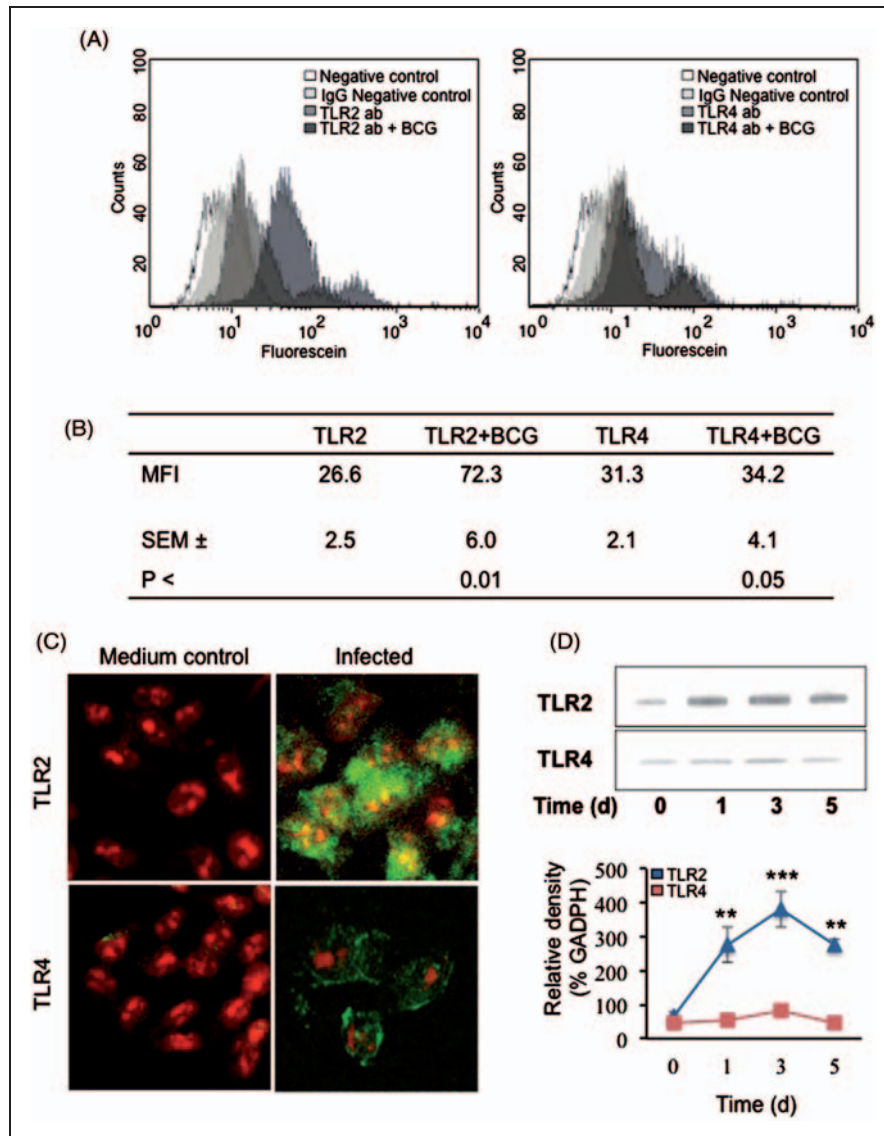 (A)
100
80
60
40
20
Counts
Negative control
IgG Negative control
TLR2 ab
TLR2 ab + BCG
10^0 10^1 10^2 10^3 10^4
Fluorescein
100
80
60
40
20
Counts
Negative control
IgG Negative control
TLR4 ab
TLR4 ab + BCG
10^0 10^1 10^2 10^3 10^4
Fluorescein
(B)
TLR2 TLR2+BCG TLR4 TLR4+BCG
MFI 26.6 72.3 31.3 34.2
SEM ± 2.5 6.0 2.1 4.1
P < 0.01 0.05
(C)
Medium control Infected
TLR2
TLR4
(D)
TLR2
TLR4
Time (d) 0 1 3 5
Relative density
(% GADPH)
500
400
300
200
100
0
TLR2
TLR4
** *** **
0 1 3 5
Time (d)